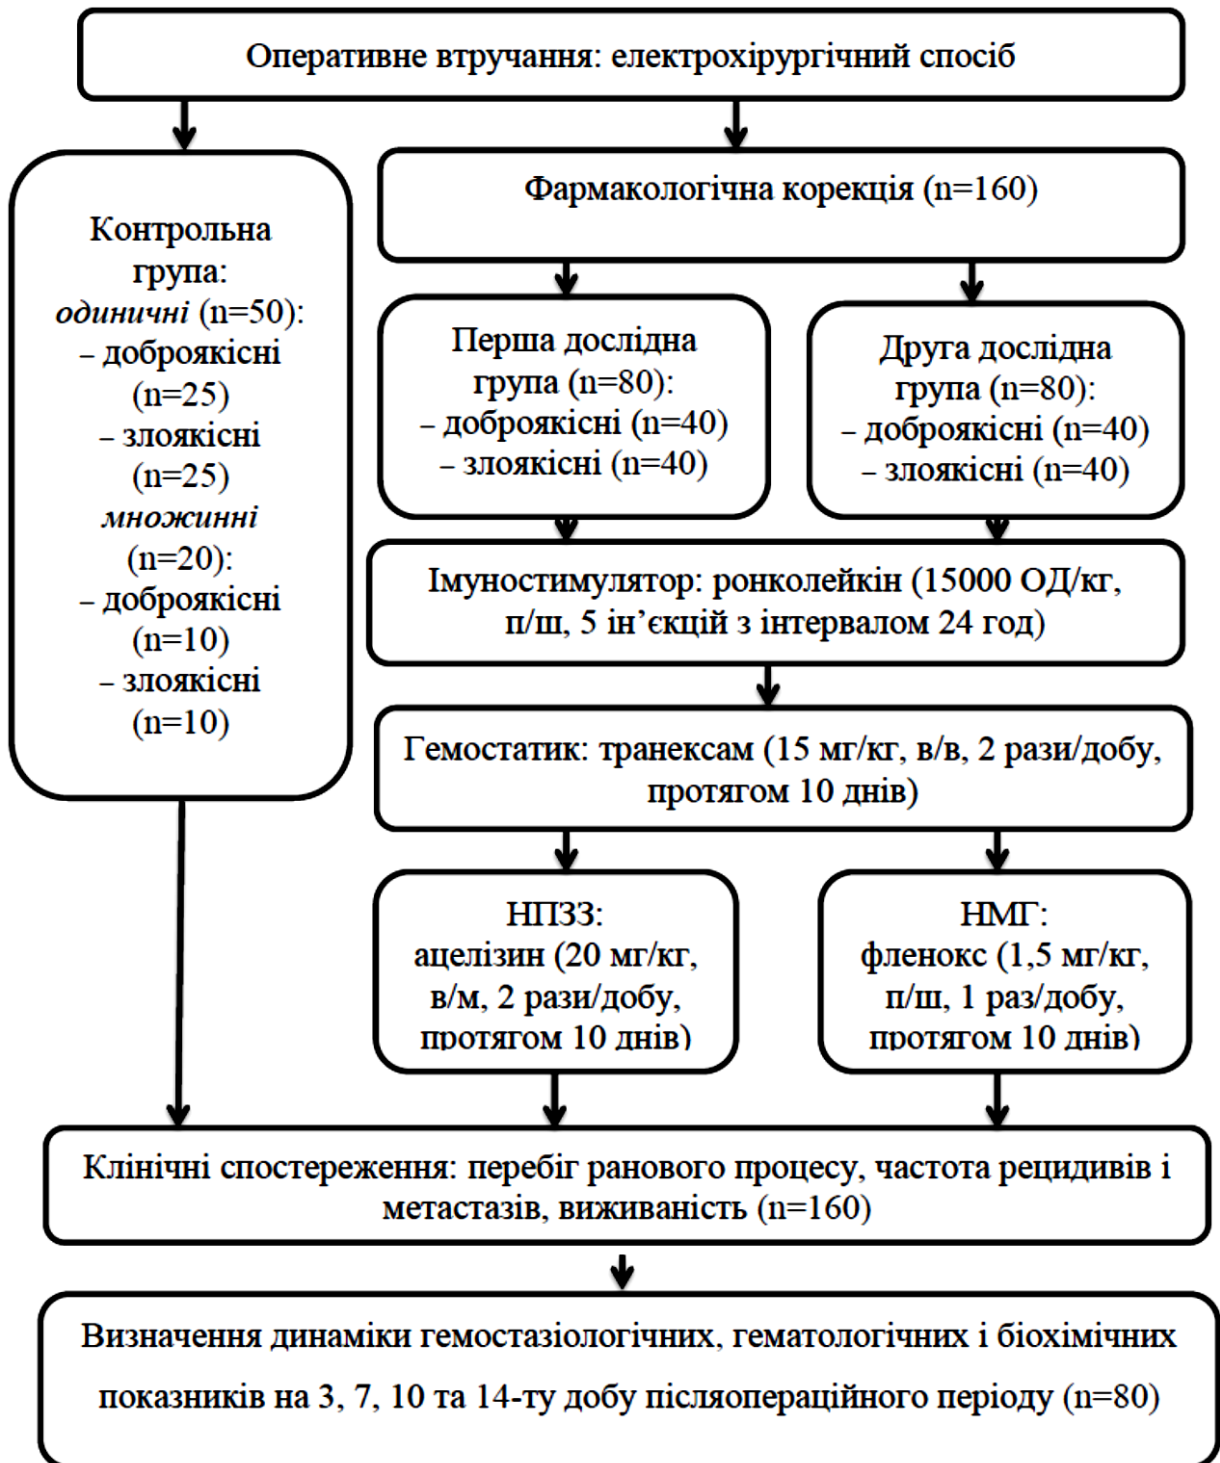 Оперативне втручання: електрохірургічний спосіб
Контрольна
група:
одиничні (n=50):
– доброякісні
(n=25)
– злоякісні
(n=25)
множинні
(n=20):
– доброякісні
(n=10)
– злоякісні
(n=10)
Фармакологічна корекція (n=160)
Перша дослідна
група (n=80):
– доброякісні (n=40)
– злоякісні (n=40)
Друга дослідна
група (n=80):
– доброякісні (n=40)
– злоякісні (n=40)
Імуностимулятор: ронколейкін (15000 ОД/кг,
п/ш, 5 ін’єкцій з інтервалом 24 год)
Гемостатик: транексам (15 мг/кг, в/в, 2 рази/добу,
протягом 10 днів)
НПЗЗ:
ацелізин (20 мг/кг,
в/м, 2 рази/добу,
протягом 10 днів)
НМГ:
фленокс (1,5 мг/кг,
п/ш, 1 раз/добу,
протягом 10 днів)
Клінічні спостереження: перебіг ранового процесу, частота рецидивів і
метастазів, виживаність (n=160)
Визначення динаміки гемостазіологічних, гематологічних і біохімічних
показників на 3, 7, 10 та 14-ту добу післяопераційного періоду (n=80)